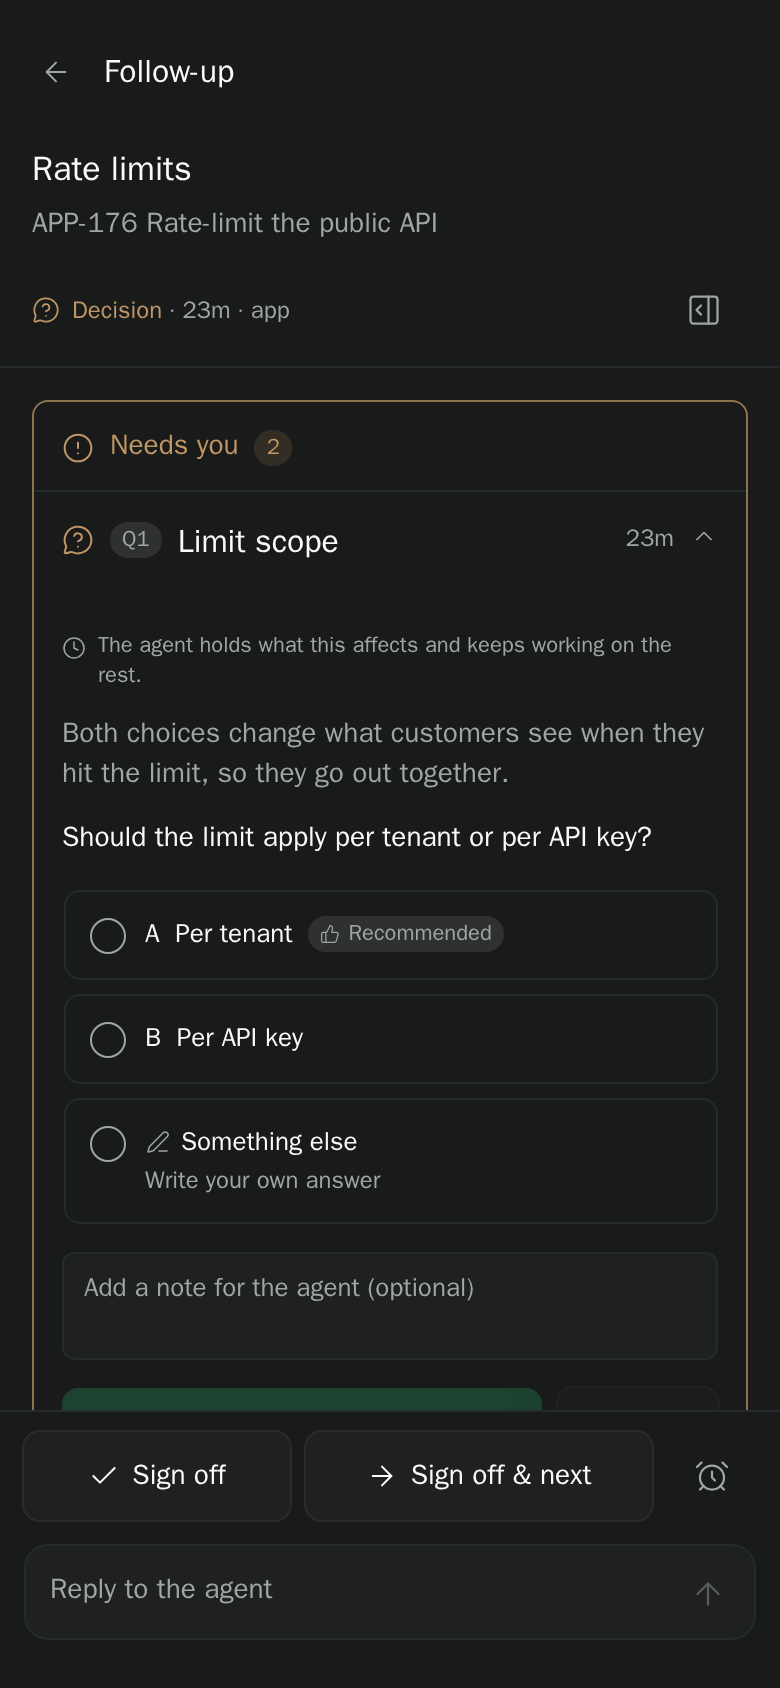 Follow-up
Rate limits
APP-176 Rate-limit the public API
Decision · 23m · app
Needs you 2
Q1 Limit scope 23m
The agent holds what this affects and keeps working on the
rest.
Both choices change what customers see when they
hit the limit, so they go out together.
Should the limit apply per tenant or per API key?
A Per tenant Recommended
B Per API key
Something else
Write your own answer
Add a note for the agent (optional)
Sign off
Sign off & next
Reply to the agent